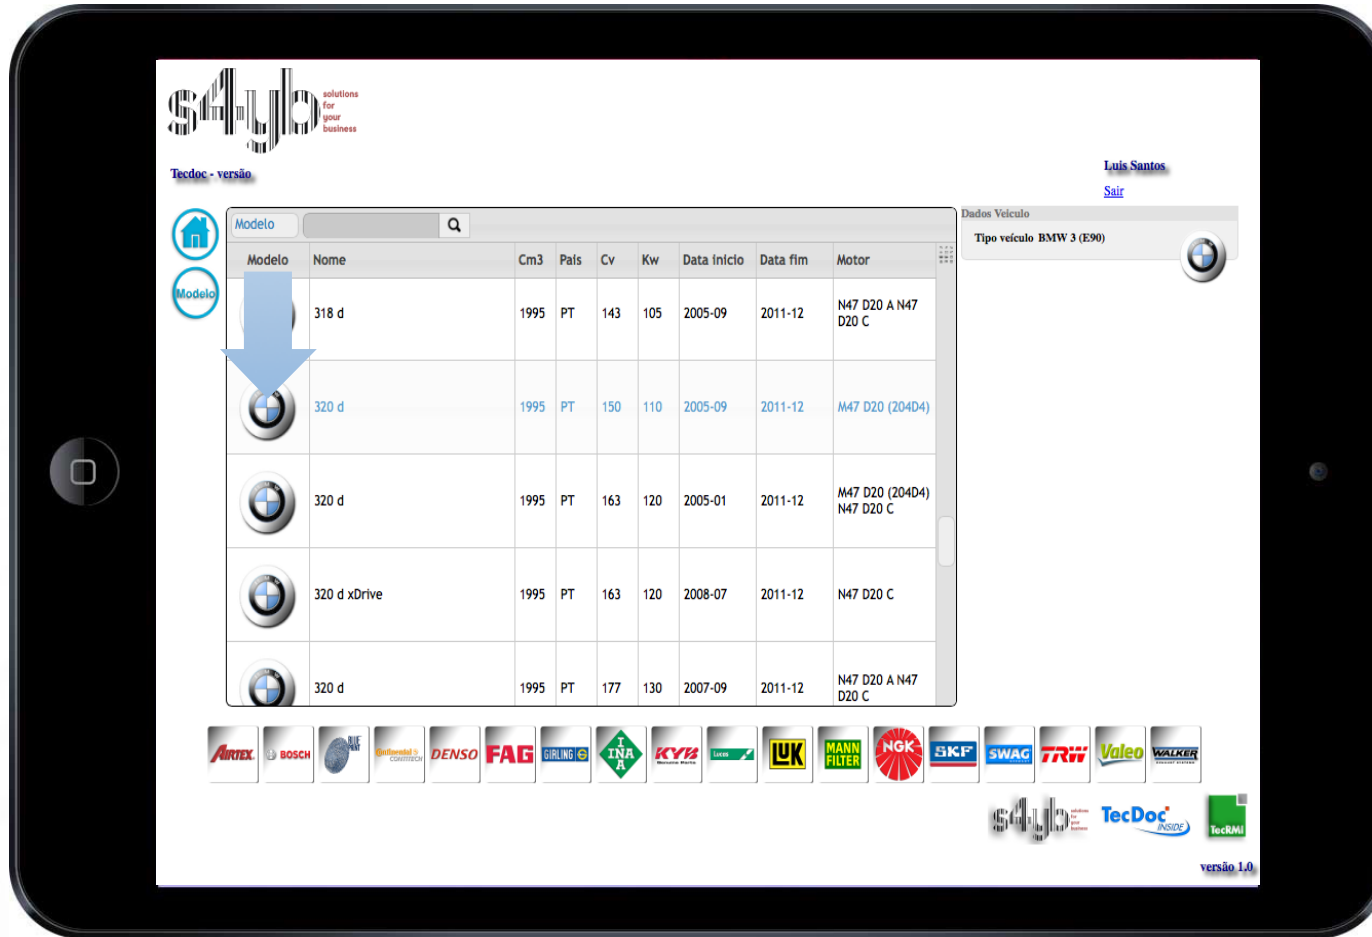 s4yb
solutions
for
your
business
Tecdoc - versão
Luis Santos
Sair
Modelo
Dados Veiculo
Tipo veículo BMW 3 (E90)
Modelo
Modelo Nome Cm3 Pais Cv Kw Data inicio Data fim Motor
318 d 1995 PT 143 105 2005-09 2011-12 N47 D20 A N47
D20 C
320 d 1995 PT 150 110 2005-09 2011-12 M47 D20 (204D4)
320 d 1995 PT 163 120 2005-01 2011-12 M47 D20 (204D4)
N47 D20 C
320 d xDrive 1995 PT 163 120 2008-07 2011-12 N47 D20 C
320 d 1995 PT 177 130 2007-09 2011-12 N47 D20 A N47
D20 C
AIRTEX BOSCH BLUE PRINT Continental CONTITECH DENSO FAG GIRLING INA KYB Lucas LUK MANN FILTER NGK SKF SWAG TRW Valeo WALKER
s4yb TecDoc INSIDE TecRMI
versão 1.0